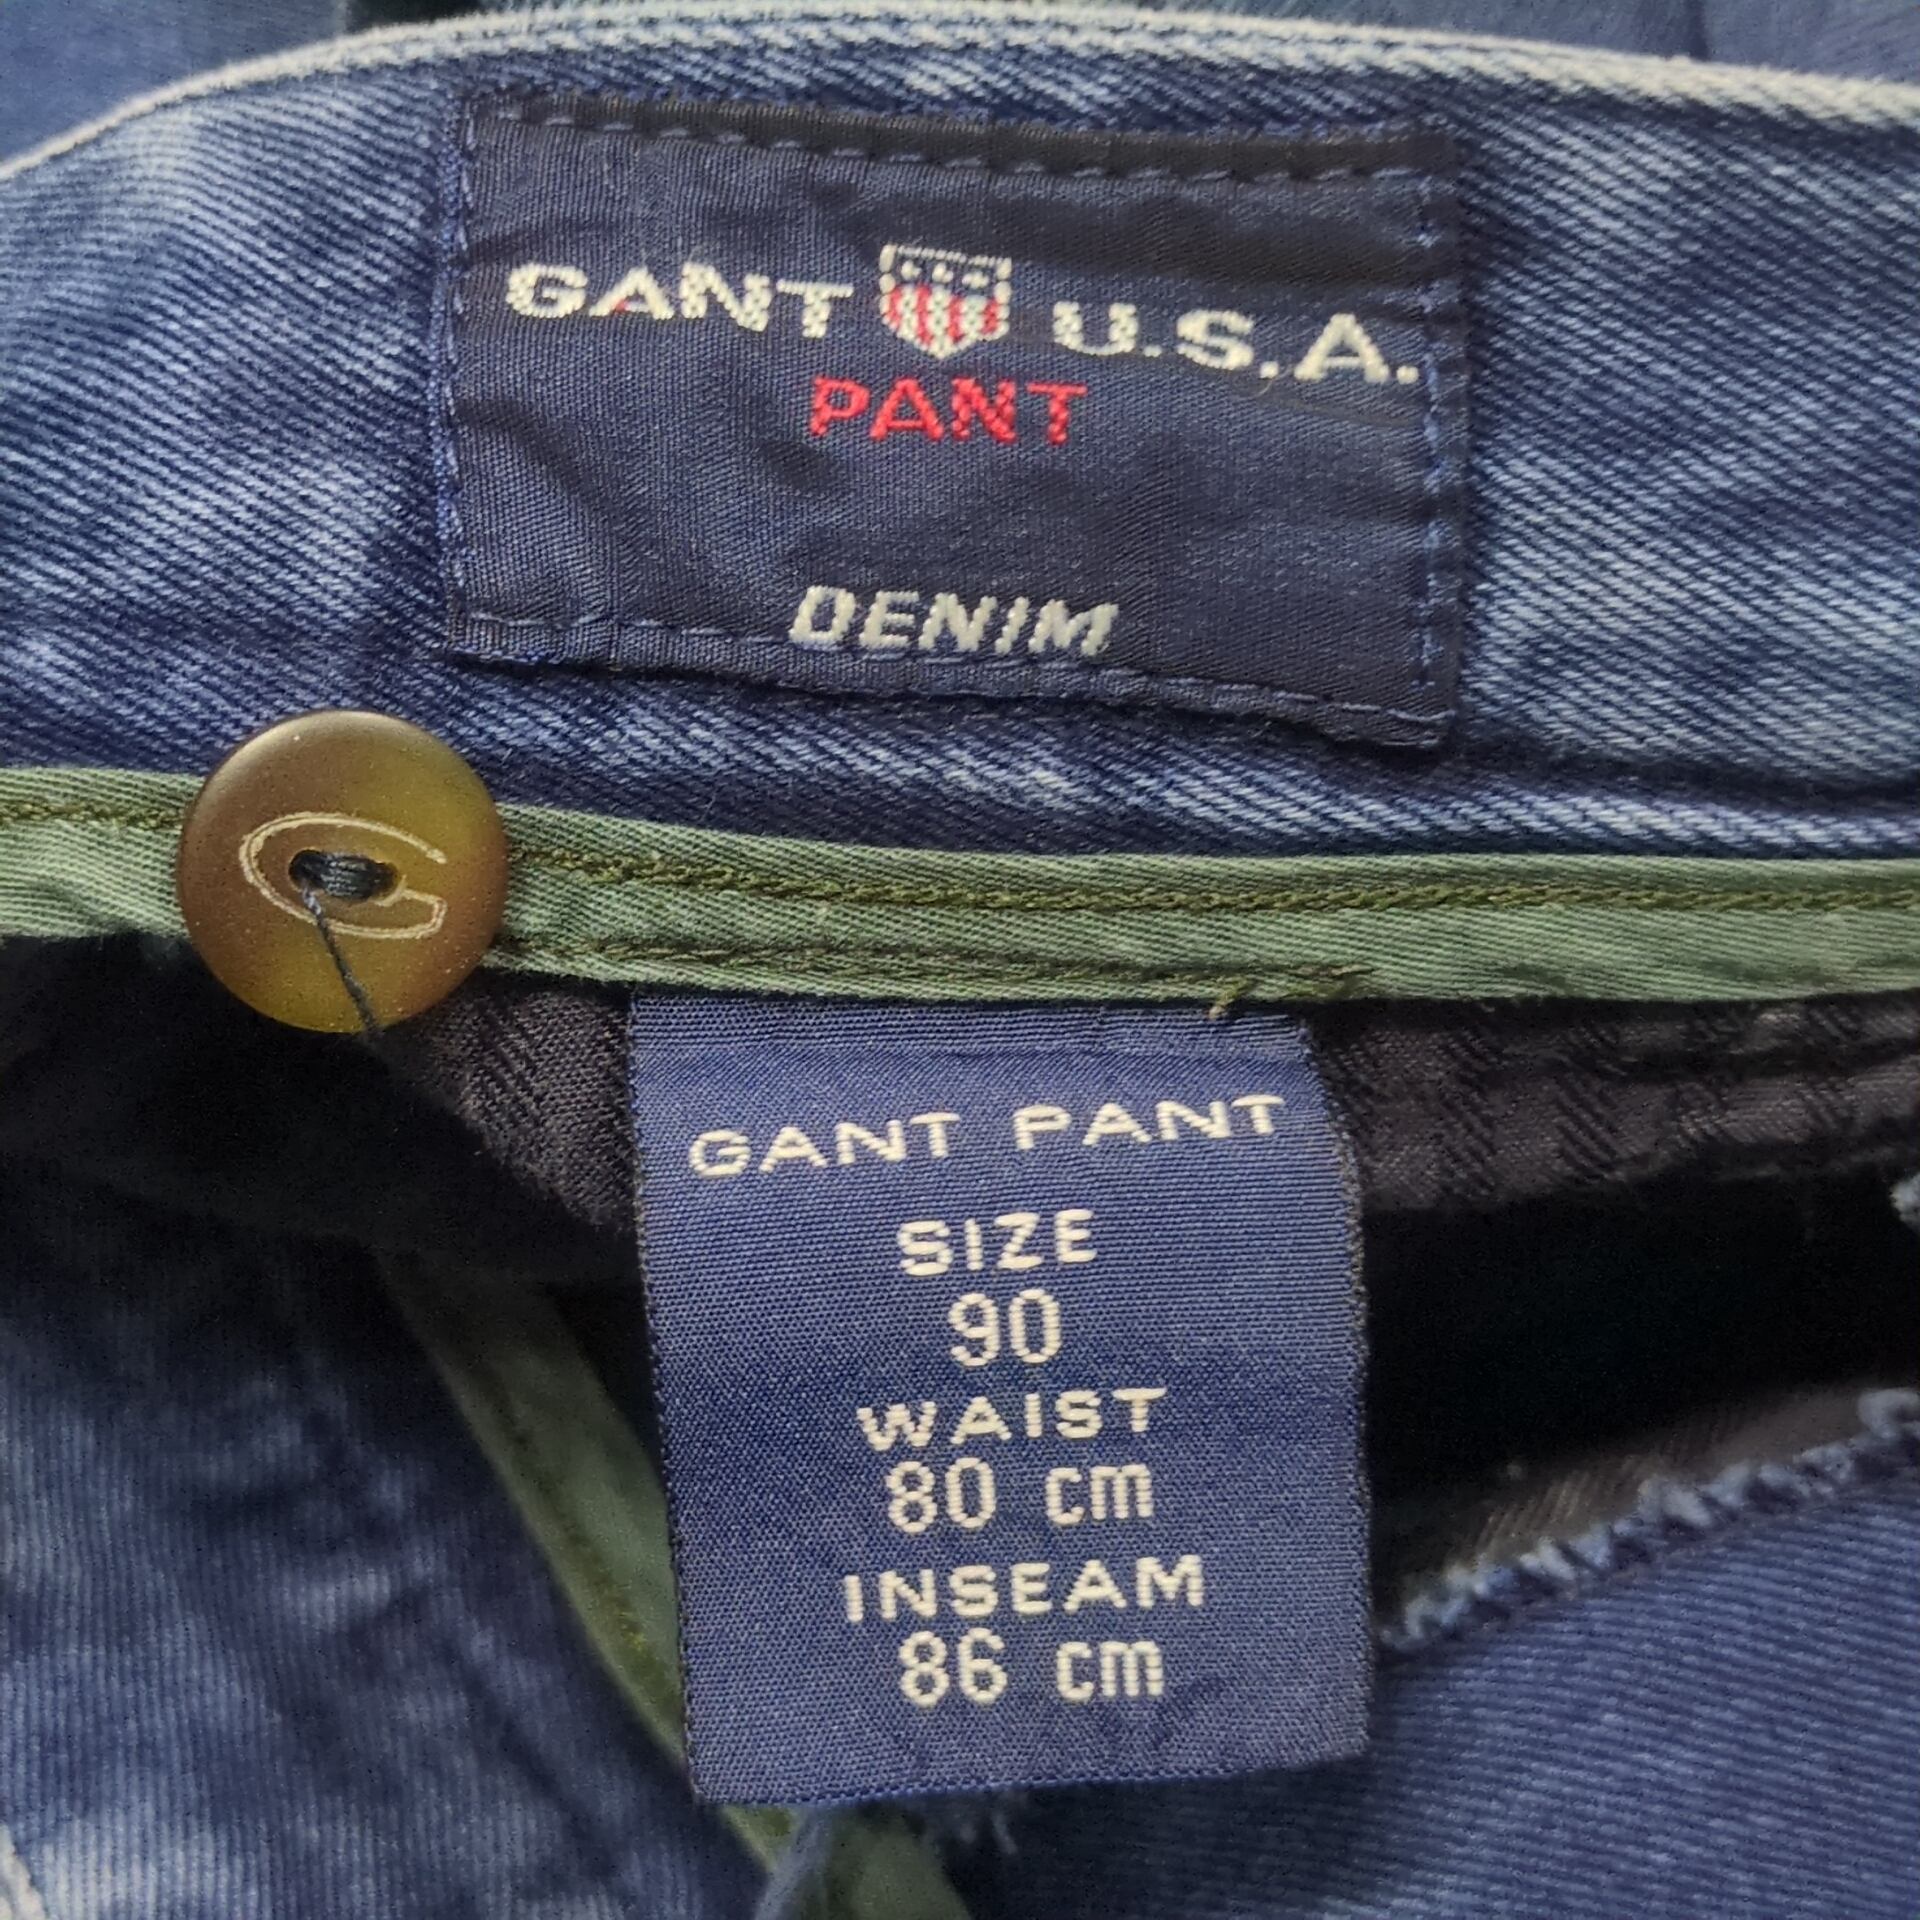 GANT U.S.A.
PANT
DENIM
G
GANT PANT
SIZE
90
WAIST
80 cm
INSEAM
86 cm